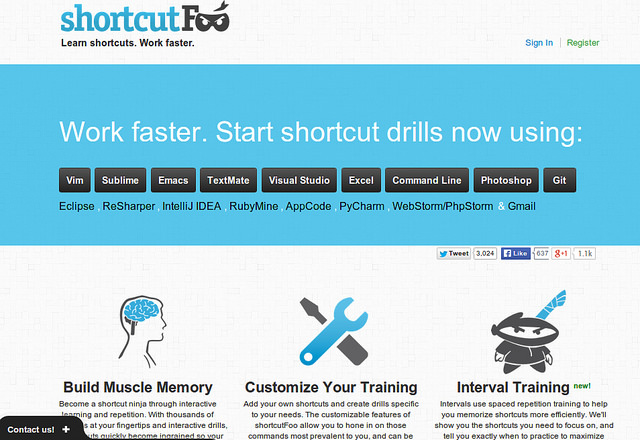 shortcutFoo
Learn shortcuts. Work faster.
Sign In | Register
Work faster. Start shortcut drills now using:
Vim Sublime Emacs TextMate Visual Studio Excel Command Line Photoshop Git
Eclipse , ReSharper , IntelliJ IDEA , RubyMine , AppCode , PyCharm , WebStorm/PhpStorm & Gmail
Tweet 3,024 Like 637 g+1 1.1k
Build Muscle Memory
Become a shortcut ninja through interactive
learning and repetition. With thousands of
at your fingertips and interactive drills,
quickly become ingrained so your
Customize Your Training
Add your own shortcuts and create drills specific
to your needs. The customizable features of
shortcutFoo allow you to hone in on those
commands most prevalent to you, and can be
Interval Training new!
Intervals use spaced repetition training to help
you memorize shortcuts more efficiently. We'll
show you the shortcuts you need to focus on, and
tell you exactly when to practice to maximize
Contact us! +